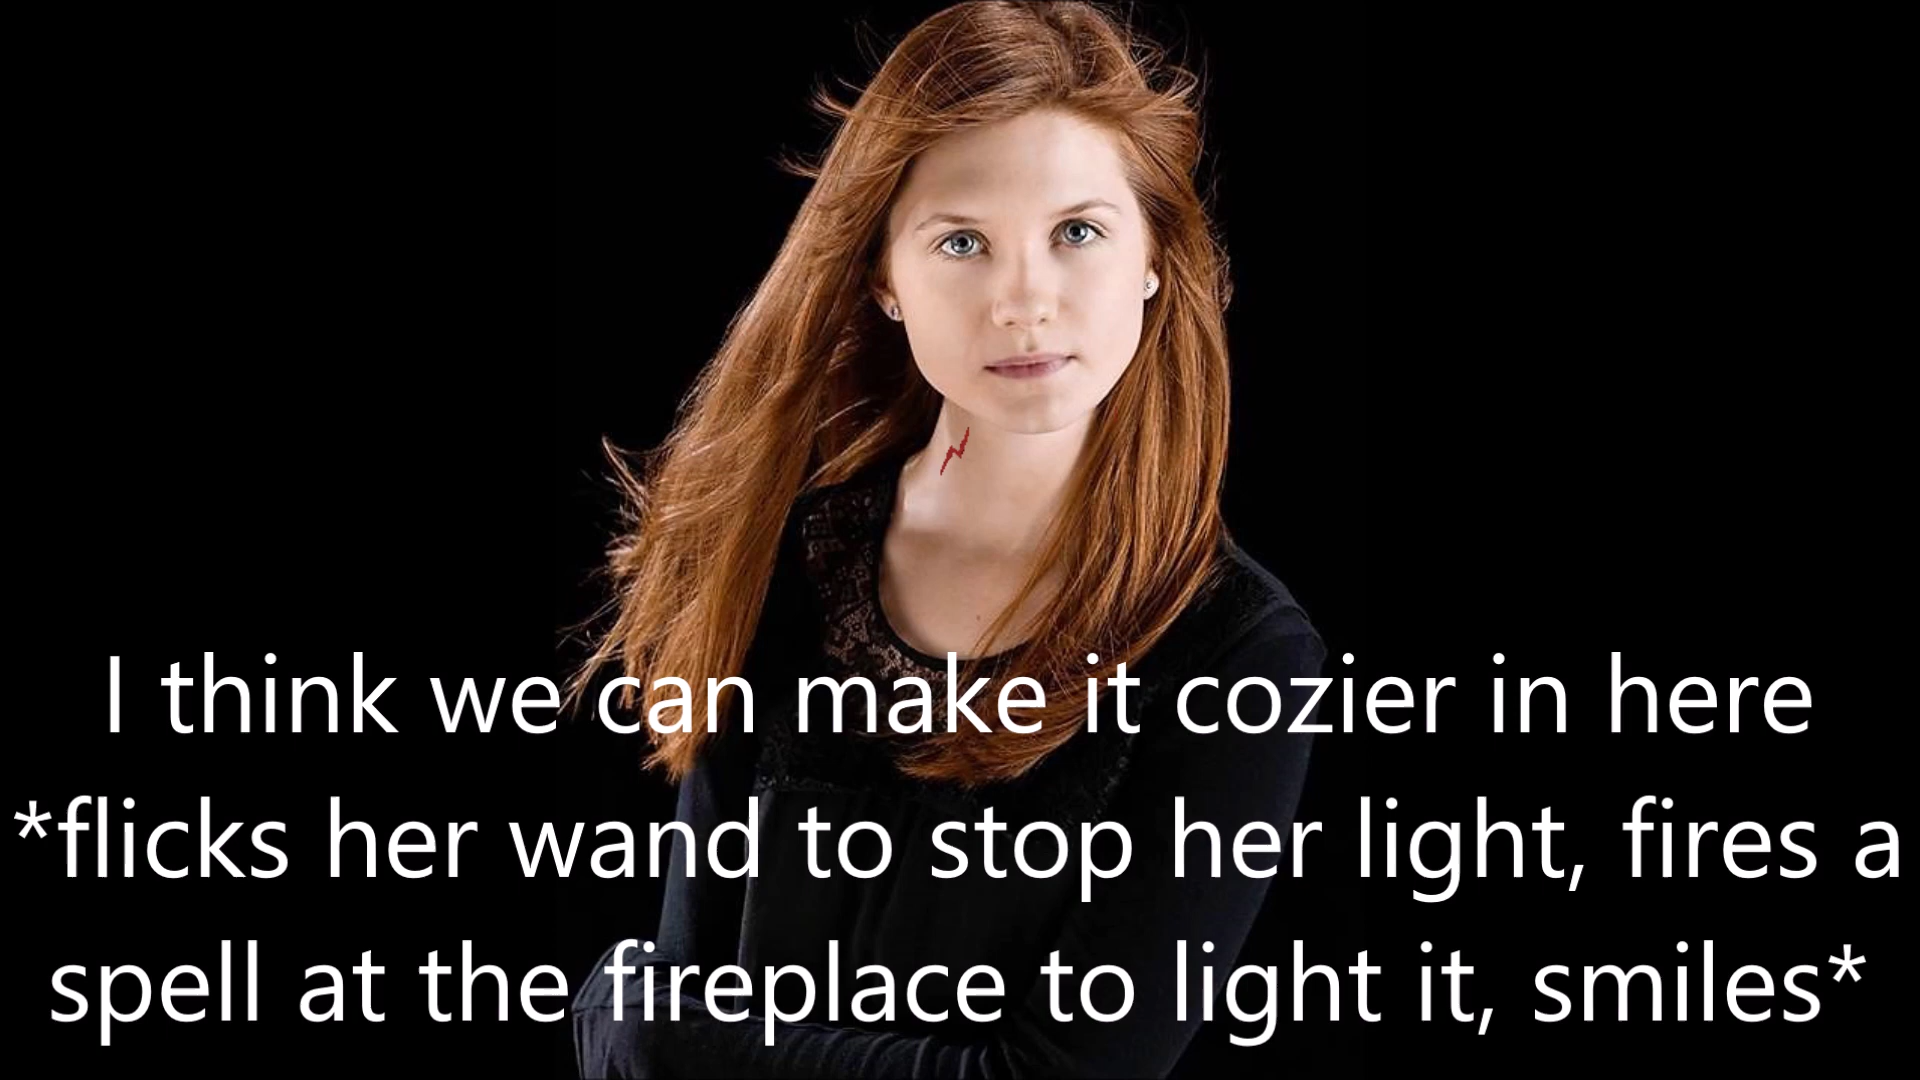 I think we can make it cozier in here
*flicks her wand to stop her light, fires a
spell at the fireplace to light it, smiles*